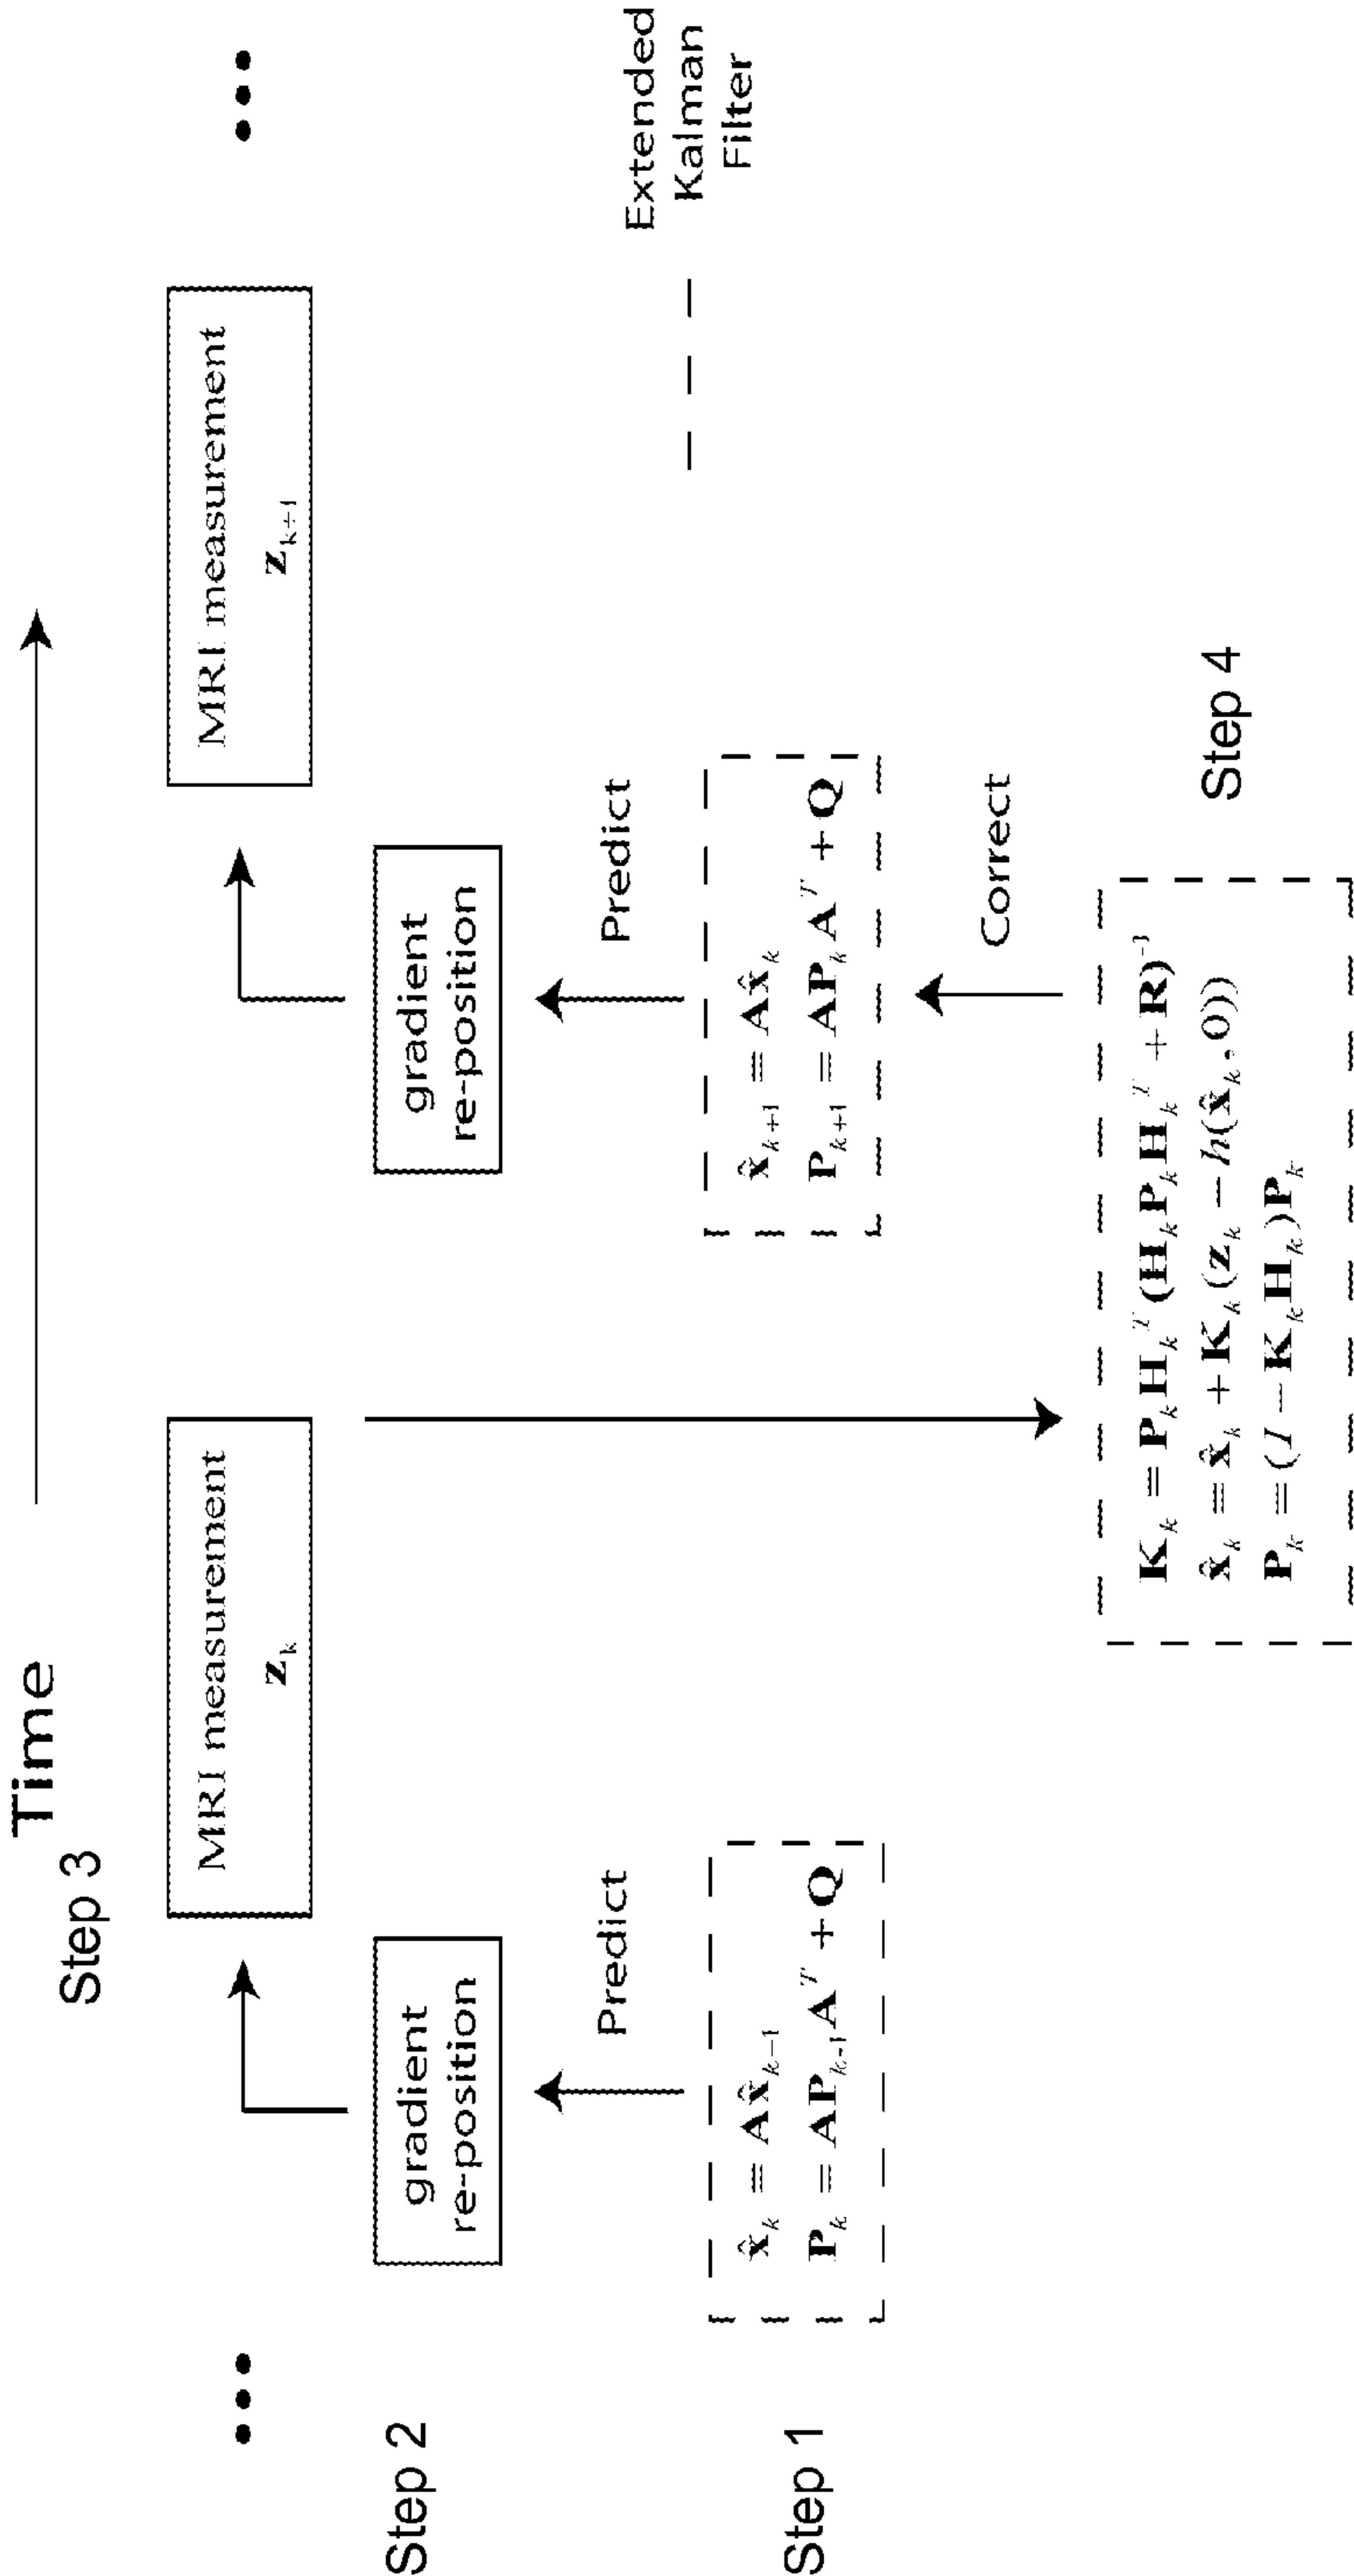 Time
Step 3
MRI measurement
z_k
MRI measurement
z_{k+1}
Step 2
gradient
re-position
gradient
re-position
Predict
Predict
Extended
Kalman
Filter
Step 1
x̂_k = Ax̂_{k-1}
P_k = AP_{k-1}A^T + Q
x̂_{k+1} = Ax̂_k
P_{k+1} = AP_kA^T + Q
Correct
Step 4
K_k = P_kH_k^T(H_kP_kH_k^T + R)^{-1}
x̂_k = x̂_k + K_k(z_k − h(x̂_k,0))
P_k = (I − K_kH_k)P_k